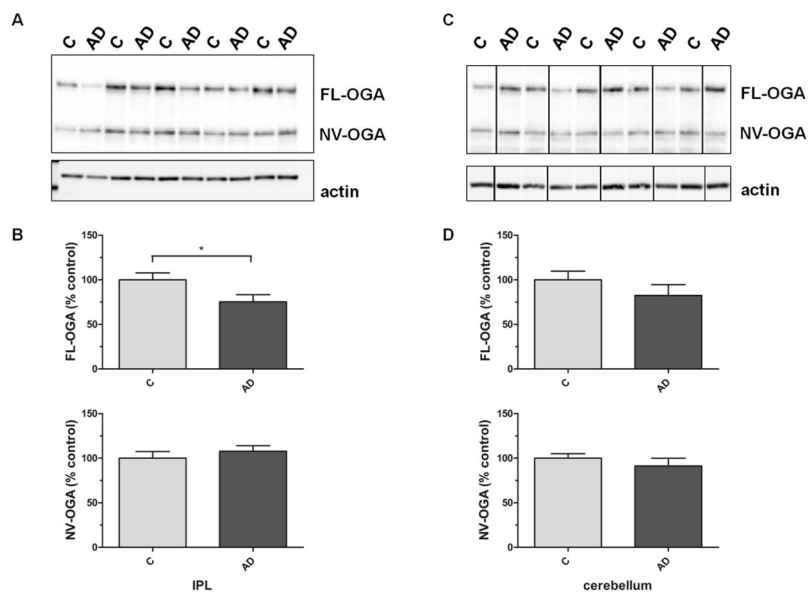 A
C AD C AD C AD C AD C AD
FL-OGA
NV-OGA
actin
B
FL-OGA (% control)
150
100
50
0
*
C
AD
NV-OGA (% control)
150
100
50
0
C
AD
IPL
C
C AD C AD C AD C AD C AD
FL-OGA
NV-OGA
actin
D
FL-OGA (% control)
150
100
50
0
C
AD
NV-OGA (% control)
150
100
50
0
C
AD
cerebellum